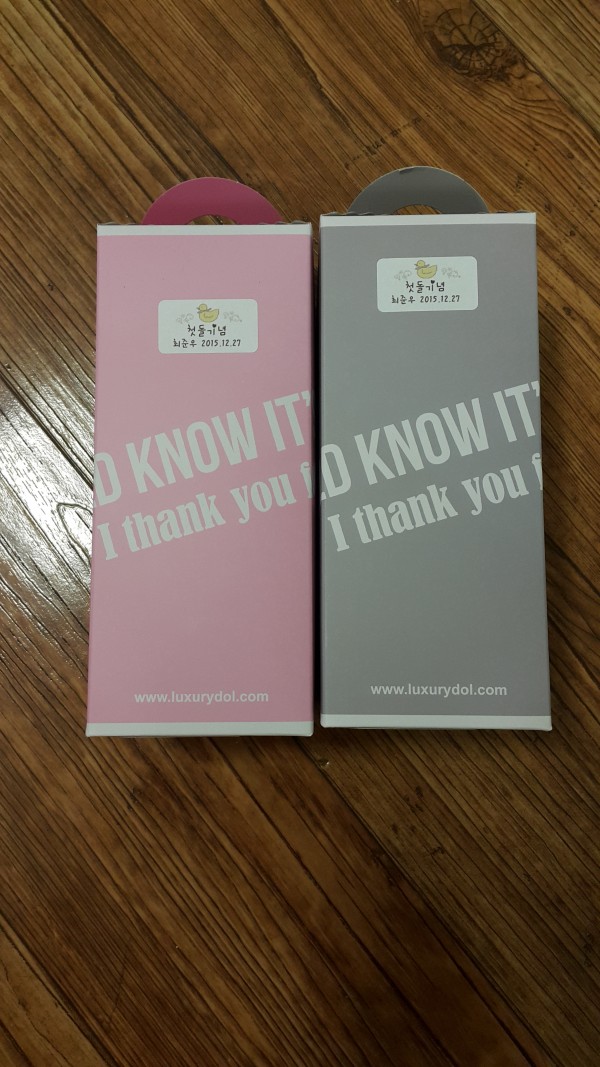 첫돌기념
최준우 2015.12.27
D KNOW IT'
I thank you f
www.luxurydol.com
첫돌기념
최준우 2015.12.27
LD KNOW IT'
I thank you f
www.luxurydol.com